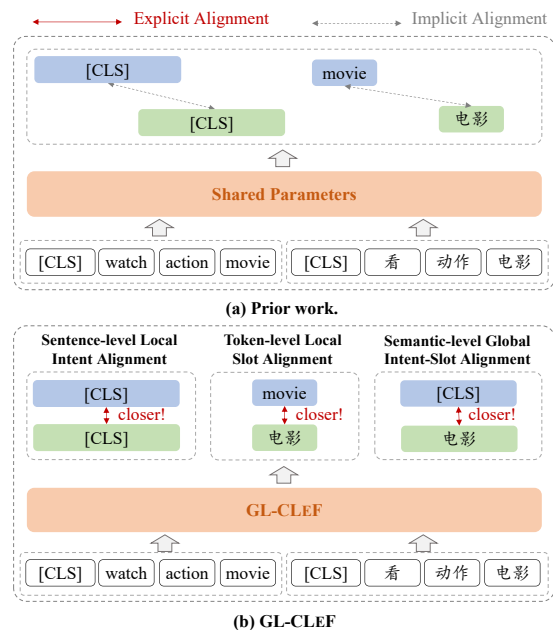 Explicit Alignment
Implicit Alignment
[CLS]
movie
[CLS]
电影
Shared Parameters
[CLS] watch action movie [CLS] 看 动作 电影
(a) Prior work.
Sentence-level Local
Intent Alignment
Token-level Local
Slot Alignment
Semantic-level Global
Intent-Slot Alignment
[CLS]
closer!
[CLS]
movie
closer!
电影
[CLS]
closer!
电影
GL-CLEF
[CLS] watch action movie [CLS] 看 动作 电影
(b) GL-CLEF